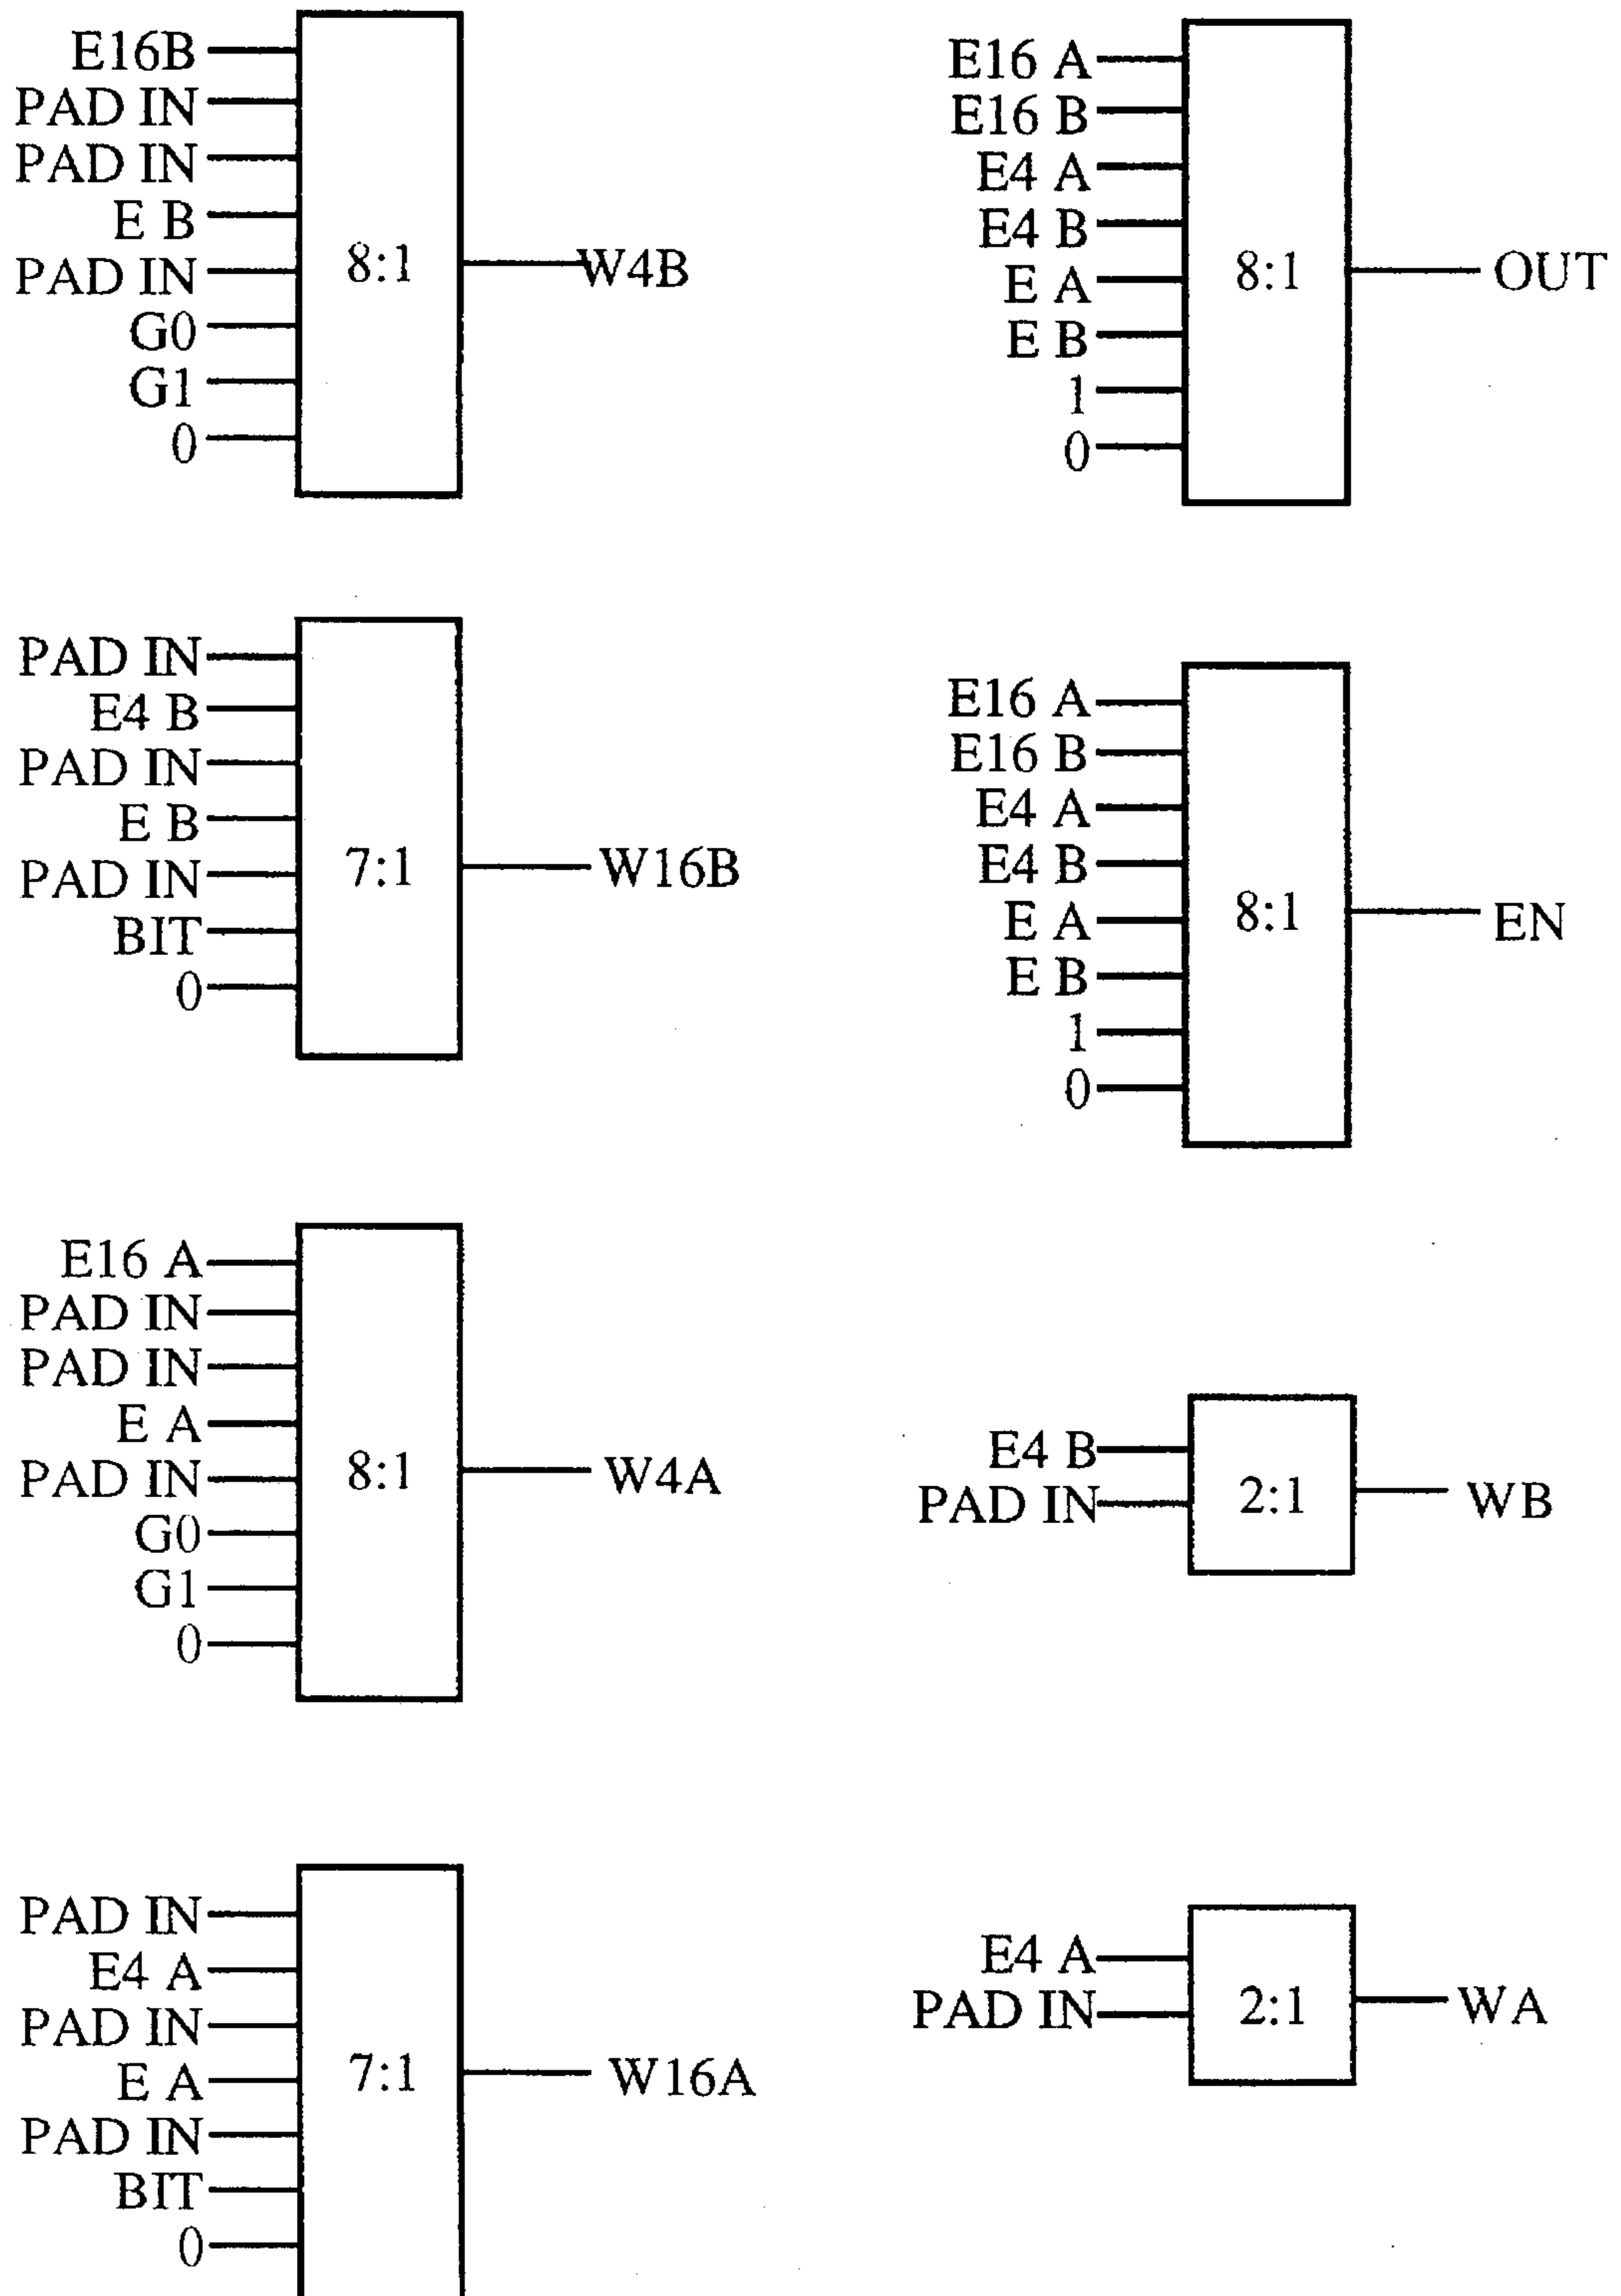 E16B
PAD IN
PAD IN
E B
PAD IN
G0
G1
0
8:1
W4B
E16 A
E16 B
E4 A
E4 B
E A
E B
1
0
8:1
OUT
PAD IN
E4 B
PAD IN
E B
PAD IN
BIT
0
7:1
W16B
E16 A
E16 B
E4 A
E4 B
E A
E B
1
0
8:1
EN
E16 A
PAD IN
PAD IN
E A
PAD IN
G0
G1
0
8:1
W4A
E4 B
PAD IN
2:1
WB
PAD IN
E4 A
PAD IN
E A
PAD IN
BIT
0
7:1
W16A
E4 A
PAD IN
2:1
WA